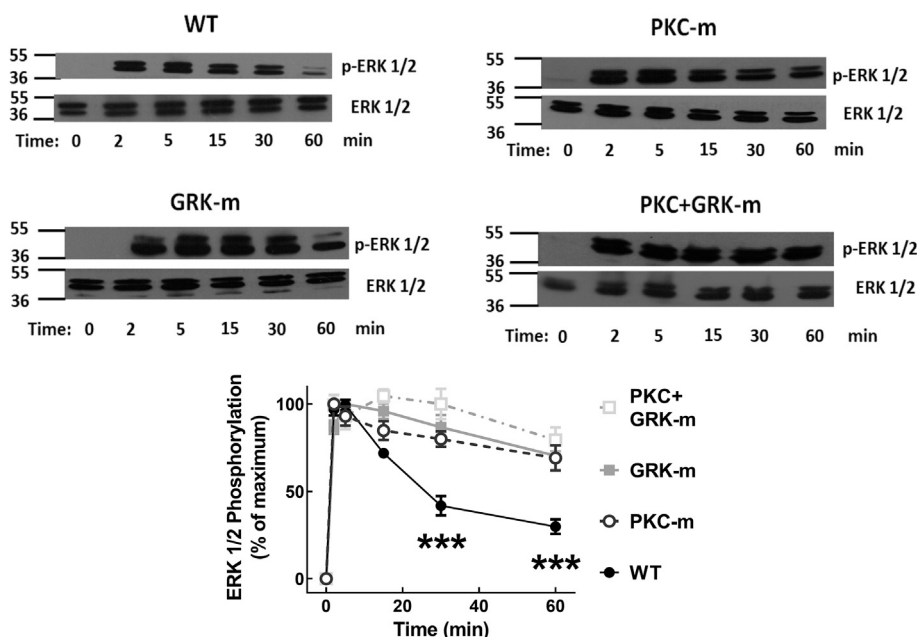 WT
55
36
p-ERK 1/2
55
36
ERK 1/2
Time: 0 2 5 15 30 60 min
PKC-m
55
36
p-ERK 1/2
55
36
ERK 1/2
Time: 0 2 5 15 30 60 min
GRK-m
55
36
p-ERK 1/2
55
36
ERK 1/2
Time: 0 2 5 15 30 60 min
PKC+GRK-m
55
36
p-ERK 1/2
55
36
ERK 1/2
Time: 0 2 5 15 30 60 min
ERK 1/2 Phosphorylation
(% of maximum)
100
50
0
0 20 40 60
Time (min)
***
***
PKC+
GRK-m
GRK-m
PKC-m
WT